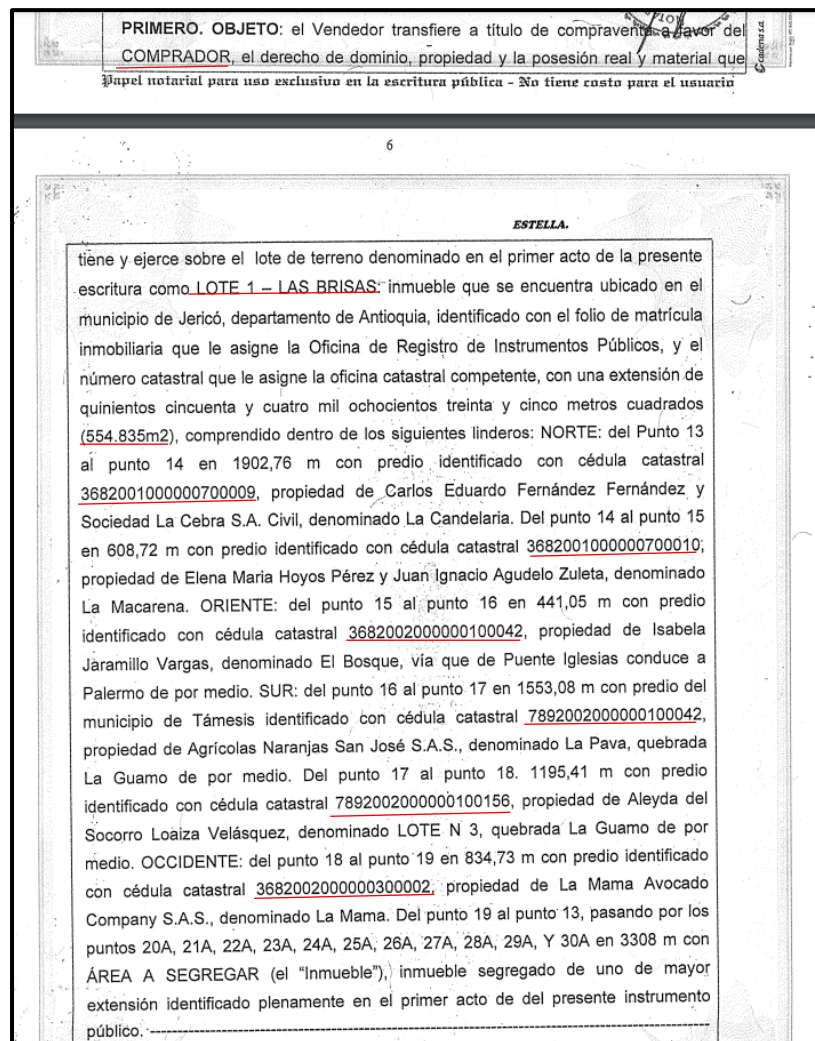 PRIMERO. OBJETO: el Vendedor transfiere a título de compraventa a favor del
COMPRADOR, el derecho de dominio, propiedad y la posesión real y material que
Papel notarial para uso exclusivo en la escritura pública - No tiene costo para el usuario
6
ESTELLA.
tiene y ejerce sobre el lote de terreno denominado en el primer acto de la presente
escritura como LOTE 1 – LAS BRISAS: inmueble que se encuentra ubicado en el
municipio de Jericó, departamento de Antioquia, identificado con el folio de matrícula
inmobiliaria que le asigne la Oficina de Registro de Instrumentos Públicos, y el
número catastral que le asigne la oficina catastral competente, con una extensión de
quinientos cincuenta y cuatro mil ochocientos treinta y cinco metros cuadrados
(554.835m2), comprendido dentro de los siguientes linderos: NORTE: del Punto 13
al punto 14 en 1902,76 m con predio identificado con cédula catastral
3682001000000700009, propiedad de Carlos Eduardo Fernández Fernández y
Sociedad La Cebra S.A. Civil, denominado La Candelaria. Del punto 14 al punto 15
en 608,72 m con predio identificado con cédula catastral 3682001000000700010,
propiedad de Elena Maria Hoyos Pérez y Juan Ignacio Agudelo Zuleta, denominado
La Macarena. ORIENTE: del punto 15 al punto 16 en 441,05 m con predio
identificado con cédula catastral 3682002000000100042, propiedad de Isabela
Jaramillo Vargas, denominado El Bosque, vía que de Puente Iglesias conduce a
Palermo de por medio. SUR: del punto 16 al punto 17 en 1553,08 m con predio del
municipio de Támesis identificado con cédula catastral 7892002000000100042,
propiedad de Agrícolas Naranjas San José S.A.S., denominado La Pava, quebrada
La Guamo de por medio. Del punto 17 al punto 18. 1195,41 m con predio
identificado con cédula catastral 7892002000000100156, propiedad de Aleyda del
Socorro Loaiza Velásquez, denominado LOTE N 3, quebrada La Guamo de por
medio. OCCIDENTE: del punto 18 al punto 19 en 834,73 m con predio identificado
con cédula catastral 3682002000000300002, propiedad de La Mama Avocado
Company S.A.S., denominado La Mama. Del punto 19 al punto 13, pasando por los
puntos 20A, 21A, 22A, 23A, 24A, 25A, 26A, 27A, 28A, 29A, Y 30A en 3308 m con
ÁREA A SEGREGAR (el “Inmueble”), inmueble segregado de uno de mayor
extensión identificado plenamente en el primer acto de del presente instrumento
público. ----------------------------------------------------------------------